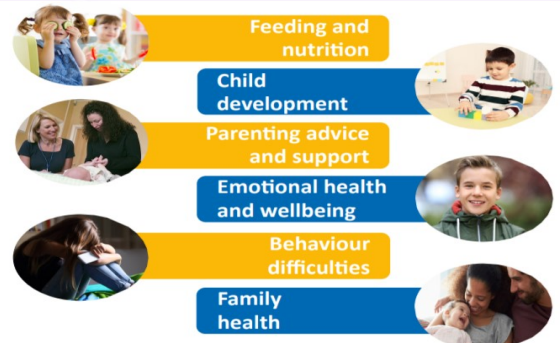 Feeding and
nutrition
Child
development
Parenting advice
and support
Emotional health
and wellbeing
Behaviour
difficulties
Family
health